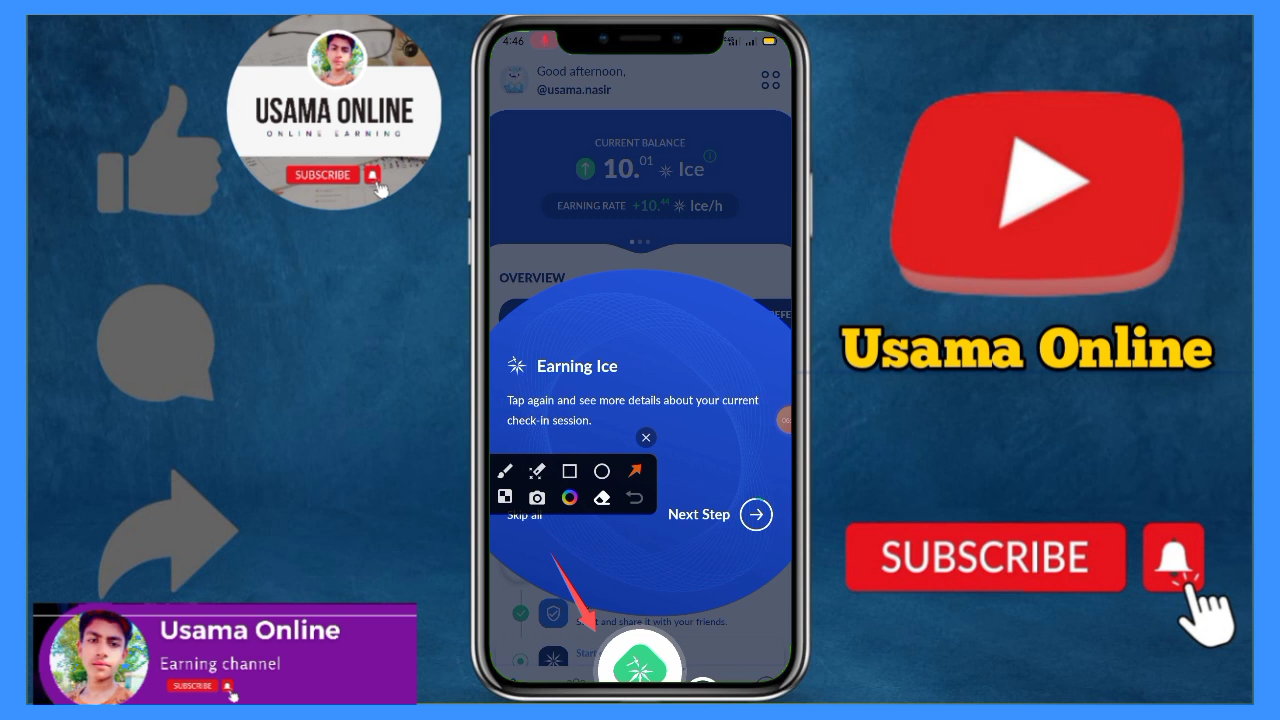 USAMA ONLINE
ONLINE EARNING
SUBSCRIBE
4:46
Good afternoon,
@usama.nasir
CURRENT BALANCE
10.01 Ice
EARNING RATE +10.44 Ice/h
OVERVIEW
Earning Ice
Tap again and see more details about your current
check-in session.
Skip all
Next Step
and share it with your friends.
Start
Usama Online
SUBSCRIBE
Usama Online
Earning channel
SUBSCRIBE